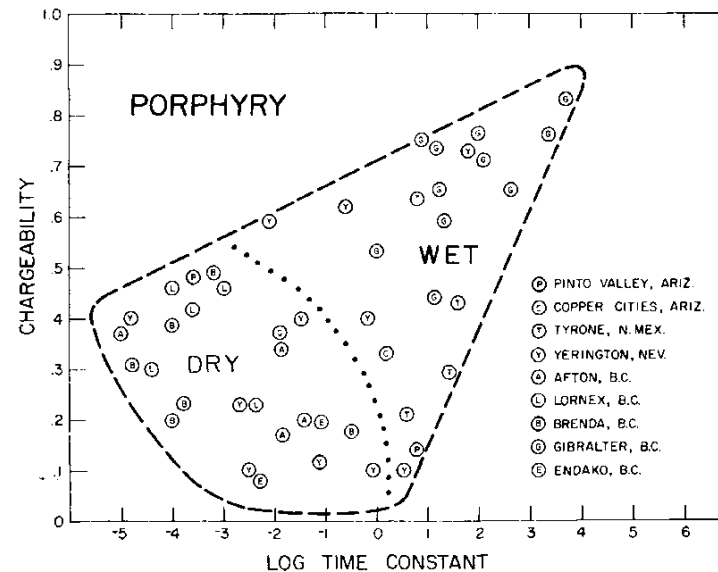 1.0
.9
PORPHYRY
.8
.7
.6
WET
.5
.4
DRY
.3
.2
.1
0
CHARGEABILITY
-5
-4
-3
-2
-1
0
1
2
3
4
5
6
LOG TIME CONSTANT
P PINTO VALLEY, ARIZ.
C COPPER CITIES, ARIZ.
T TYRONE, N. MEX.
Y YERINGTON, NEV.
A AFTON, B.C.
L LORNEX, B.C.
B BRENDA, B.C.
G GIBRALTER, B.C.
E ENDAKO, B.C.